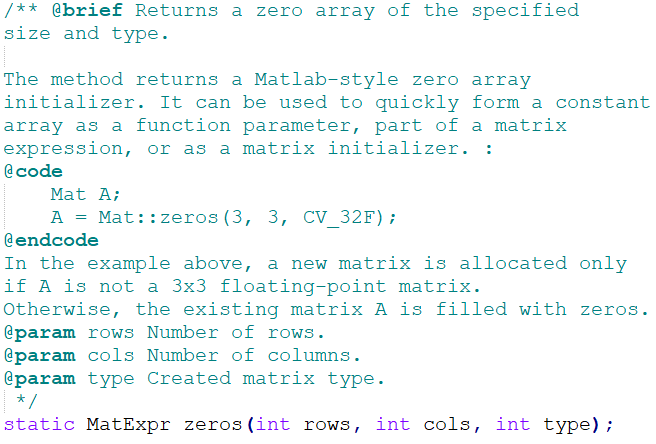 /** @brief Returns a zero array of the specified
size and type.
The method returns a Matlab-style zero array
initializer. It can be used to quickly form a constant
array as a function parameter, part of a matrix
expression, or as a matrix initializer. :
@code
Mat A;
A = Mat::zeros(3, 3, CV_32F);
@endcode
In the example above, a new matrix is allocated only
if A is not a 3x3 floating-point matrix.
Otherwise, the existing matrix A is filled with zeros.
@param rows Number of rows.
@param cols Number of columns.
@param type Created matrix type.
*/
static MatExpr zeros(int rows, int cols, int type);